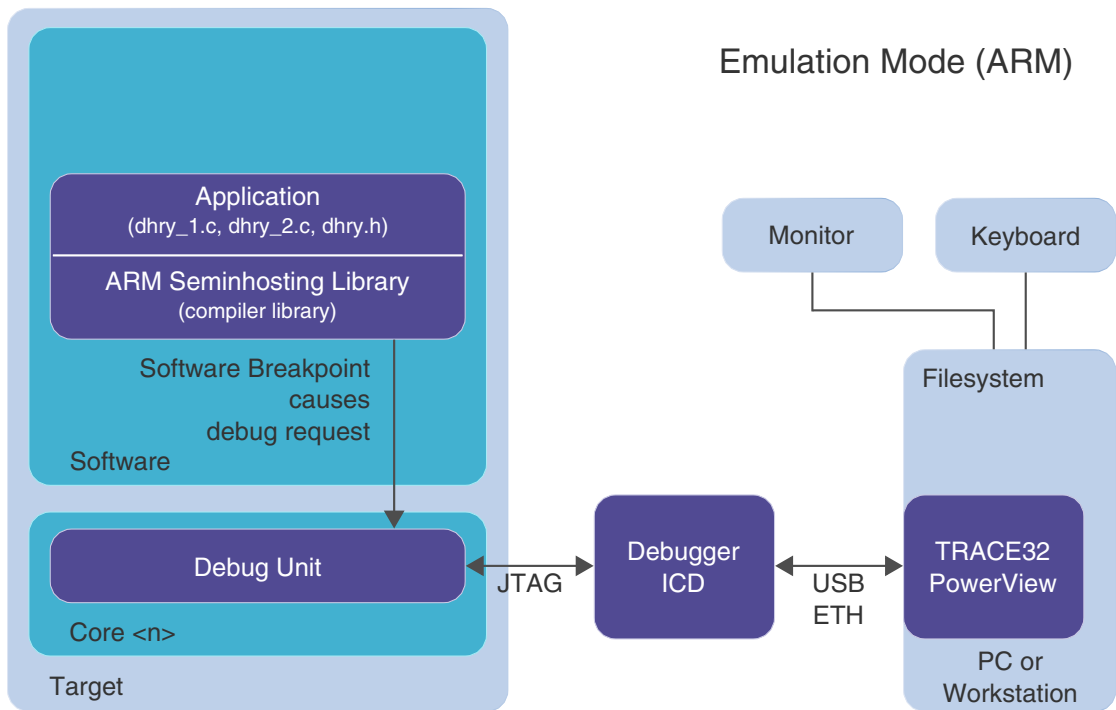 Emulation Mode (ARM)
Application
(dhry_1.c, dhry_2.c, dhry.h)
ARM Seminhosting Library
(compiler library)
Software Breakpoint
causes
debug request
Software
Debug Unit
Core <n>
Target
JTAG
Debugger
ICD
USB
ETH
Monitor
Keyboard
Filesystem
TRACE32
PowerView
PC or
Workstation